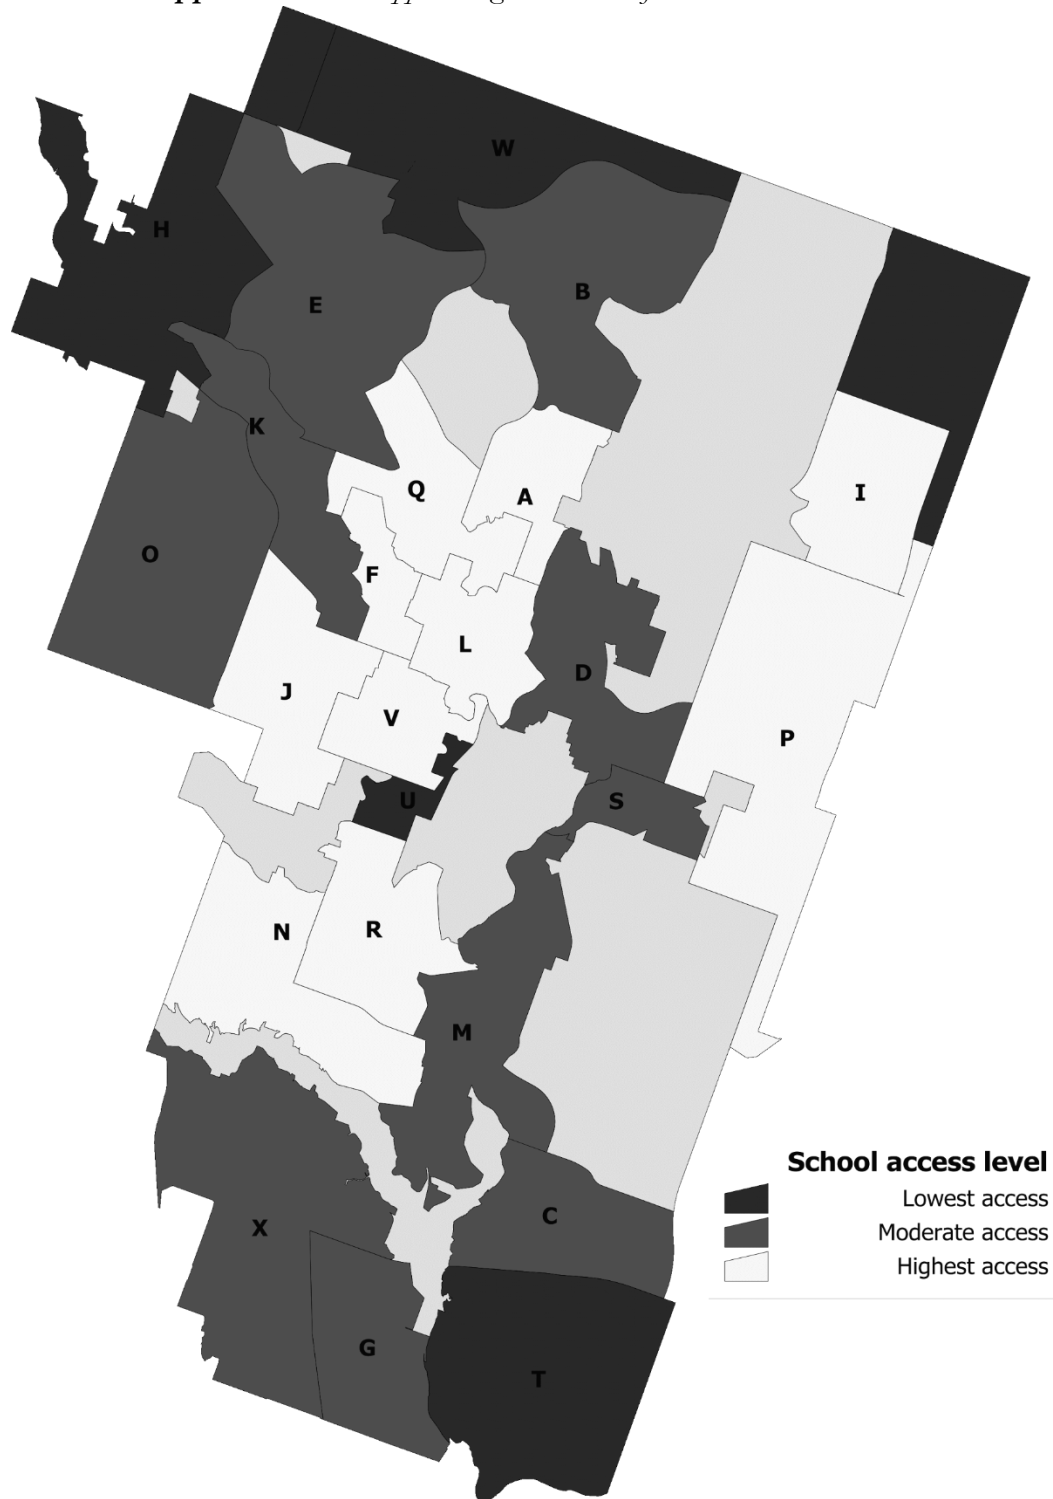 W
H
B
E
K
Q
A
I
O
F
L
D
J
V
P
U
S
N
R
M
School access level
Lowest access
C
X
Moderate access
Highest access
G
T